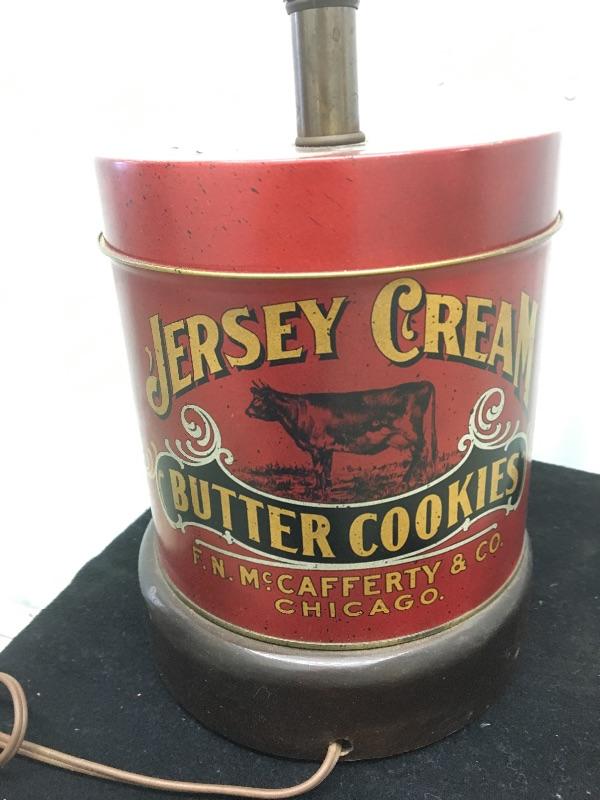 JERSEY CREAM
BUTTER COOKIES
F. N. McCAFFERTY & CO.
CHICAGO.